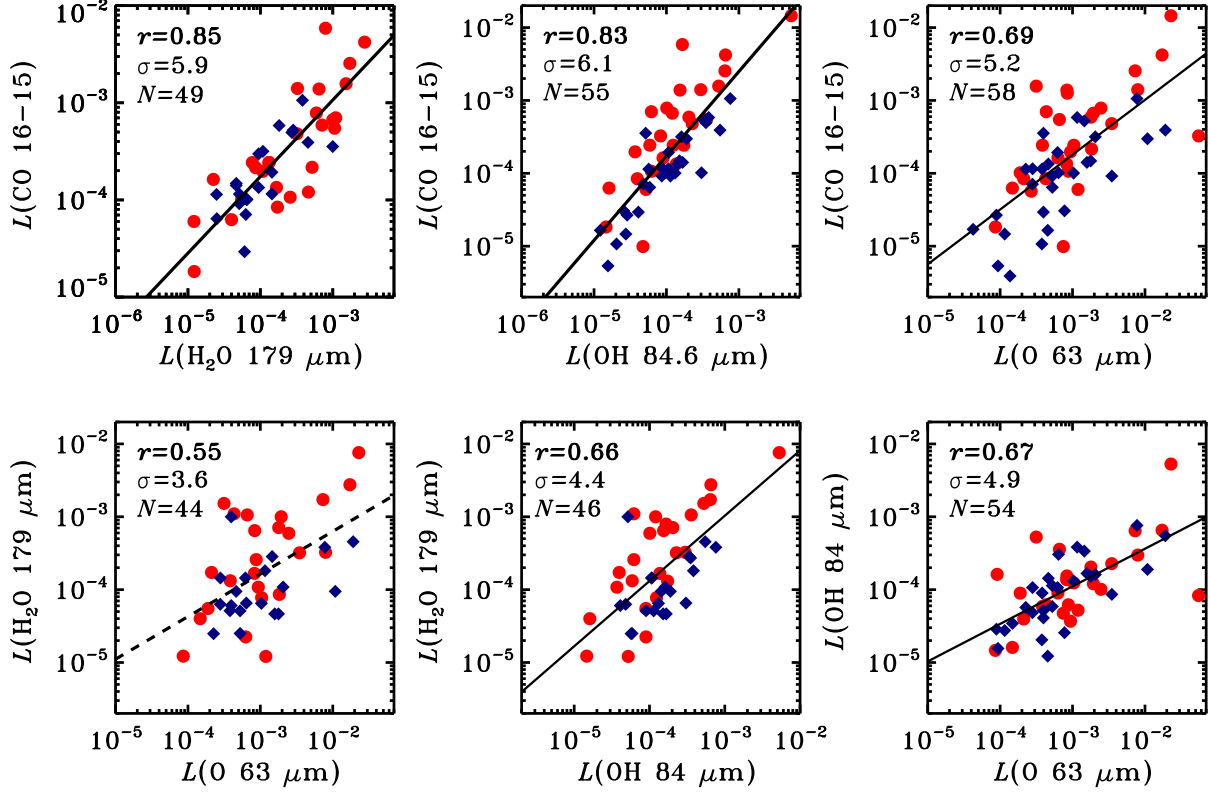 r=0.85
σ=5.9
N=49
L(CO 16−15)
10⁻²
10⁻³
10⁻⁴
10⁻⁵
10⁻⁶ 10⁻⁵ 10⁻⁴ 10⁻³
L(H₂O 179 μm)
r=0.83
σ=6.1
N=55
L(CO 16−15)
10⁻²
10⁻³
10⁻⁴
10⁻⁵
10⁻⁶ 10⁻⁵ 10⁻⁴ 10⁻³
L(OH 84.6 μm)
r=0.69
σ=5.2
N=58
L(CO 16−15)
10⁻²
10⁻³
10⁻⁴
10⁻⁵
10⁻⁵ 10⁻⁴ 10⁻³ 10⁻²
L(O 63 μm)
r=0.55
σ=3.6
N=44
L(H₂O 179 μm)
10⁻²
10⁻³
10⁻⁴
10⁻⁵
10⁻⁵ 10⁻⁴ 10⁻³ 10⁻²
L(O 63 μm)
r=0.66
σ=4.4
N=46
L(H₂O 179 μm)
10⁻²
10⁻³
10⁻⁴
10⁻⁵
10⁻⁵ 10⁻⁴ 10⁻³ 10⁻²
L(OH 84 μm)
r=0.67
σ=4.9
N=54
L(OH 84 μm)
10⁻²
10⁻³
10⁻⁴
10⁻⁵
10⁻⁵ 10⁻⁴ 10⁻³ 10⁻²
L(O 63 μm)